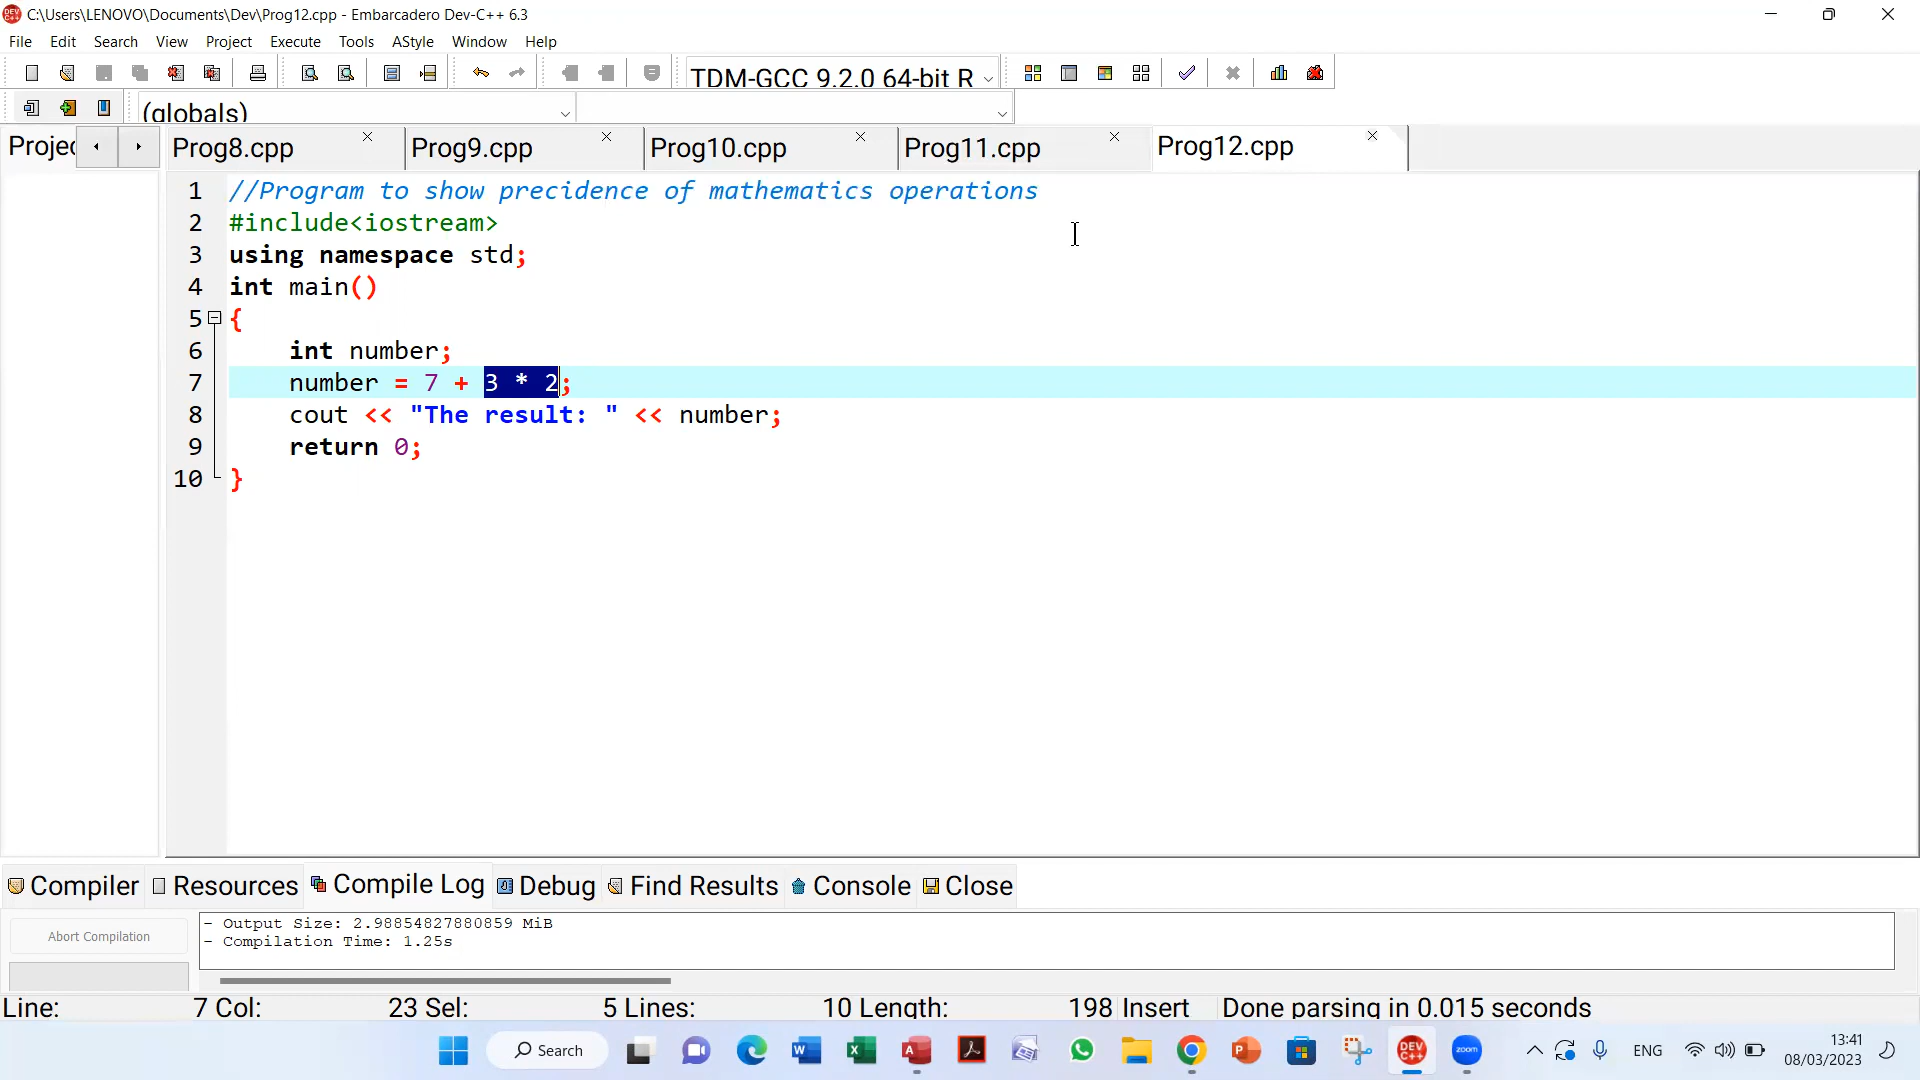 C:\Users\LENOVO\Documents\Dev\Prog12.cpp - Embarcadero Dev-C++ 6.3
File Edit Search View Project Execute Tools AStyle Window Help
TDM-GCC 9.2.0 64-bit R
(globals)
Projec Prog8.cpp Prog9.cpp Prog10.cpp Prog11.cpp Prog12.cpp
1 //Program to show precidence of mathematics operations
2 #include<iostream>
3 using namespace std;
4 int main()
5 {
6 int number;
7 number = 7 + 3 * 2;
8 cout << "The result: " << number;
9 return 0;
10 }
Compiler Resources Compile Log Debug Find Results Console Close
Abort Compilation
- Output Size: 2.98854827880859 MiB
- Compilation Time: 1.25s
Line: 7 Col: 23 Sel: 5 Lines: 10 Length: 198 Insert Done parsing in 0.015 seconds
Search
zoom
DEV C++
ENG
13:41
08/03/2023